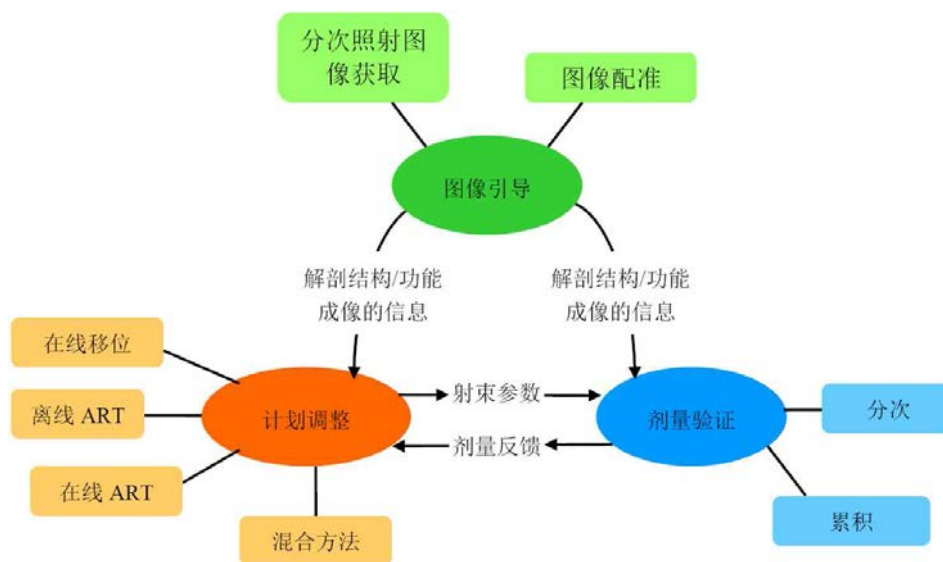 分次照射图
像获取
图像配准
图像引导
解剖结构/功能
成像的信息
解剖结构/功能
成像的信息
在线移位
离线 ART
在线 ART
混合方法
计划调整
射束参数
剂量反馈
剂量验证
分次
累积